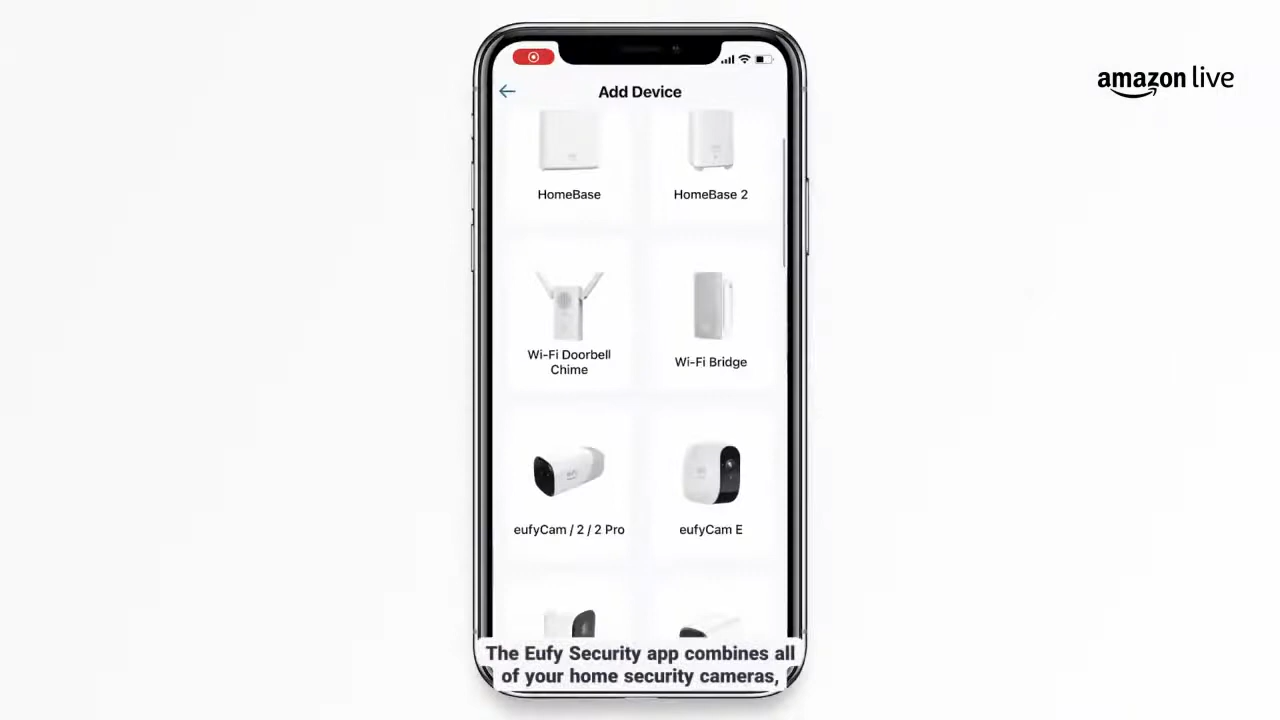 Add Device
amazon live
HomeBase
HomeBase 2
Wi-Fi Doorbell
Chime
Wi-Fi Bridge
eufyCam / 2 / 2 Pro
eufyCam E
The Eufy Security app combines all
of your home security cameras,